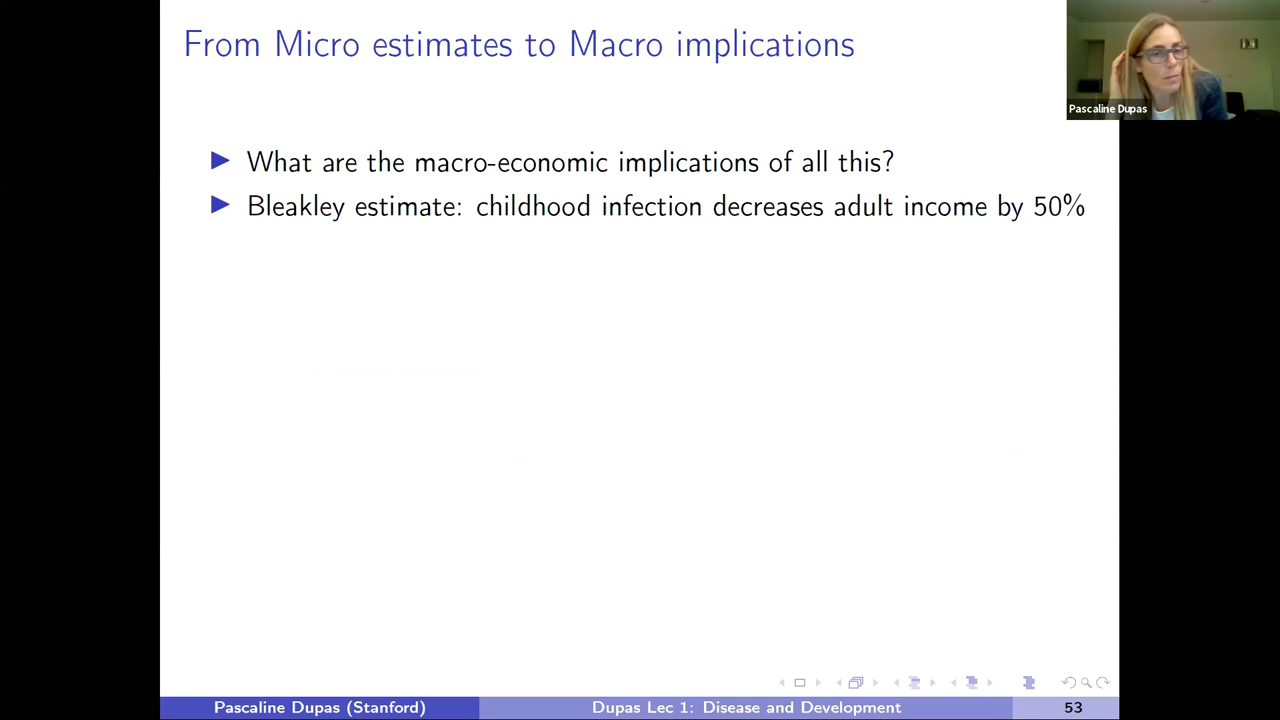 From Micro estimates to Macro implications
Pascaline Dupas
What are the macro-economic implications of all this?
Bleakley estimate: childhood infection decreases adult income by 50%
Pascaline Dupas (Stanford)
Dupas Lec 1: Disease and Development
53